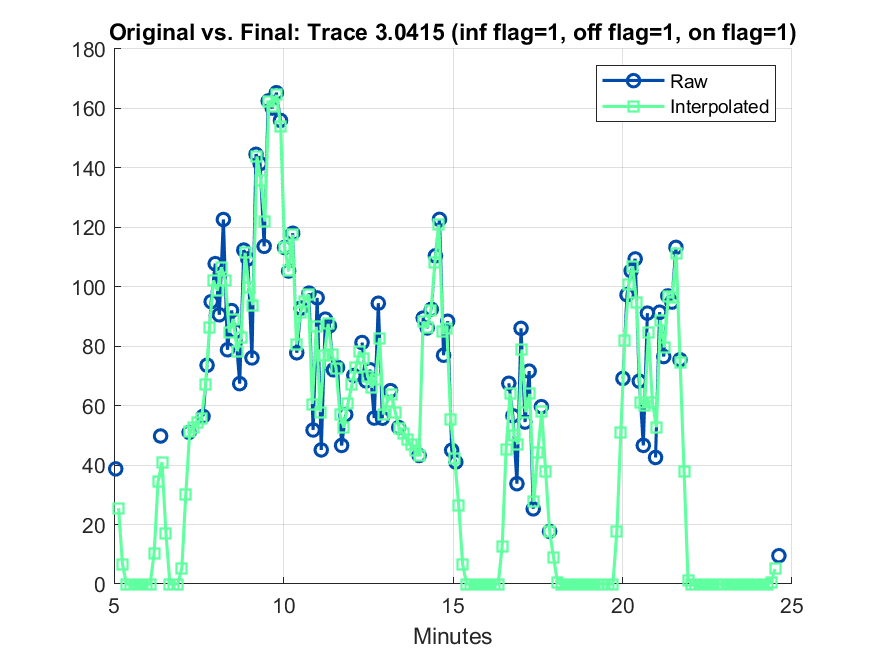 Original vs. Final: Trace 3.0415 (inf flag=1, off flag=1, on flag=1)
180
160
140
120
100
80
60
40
20
0
Raw
Interpolated
5 10 15 20 25
Minutes